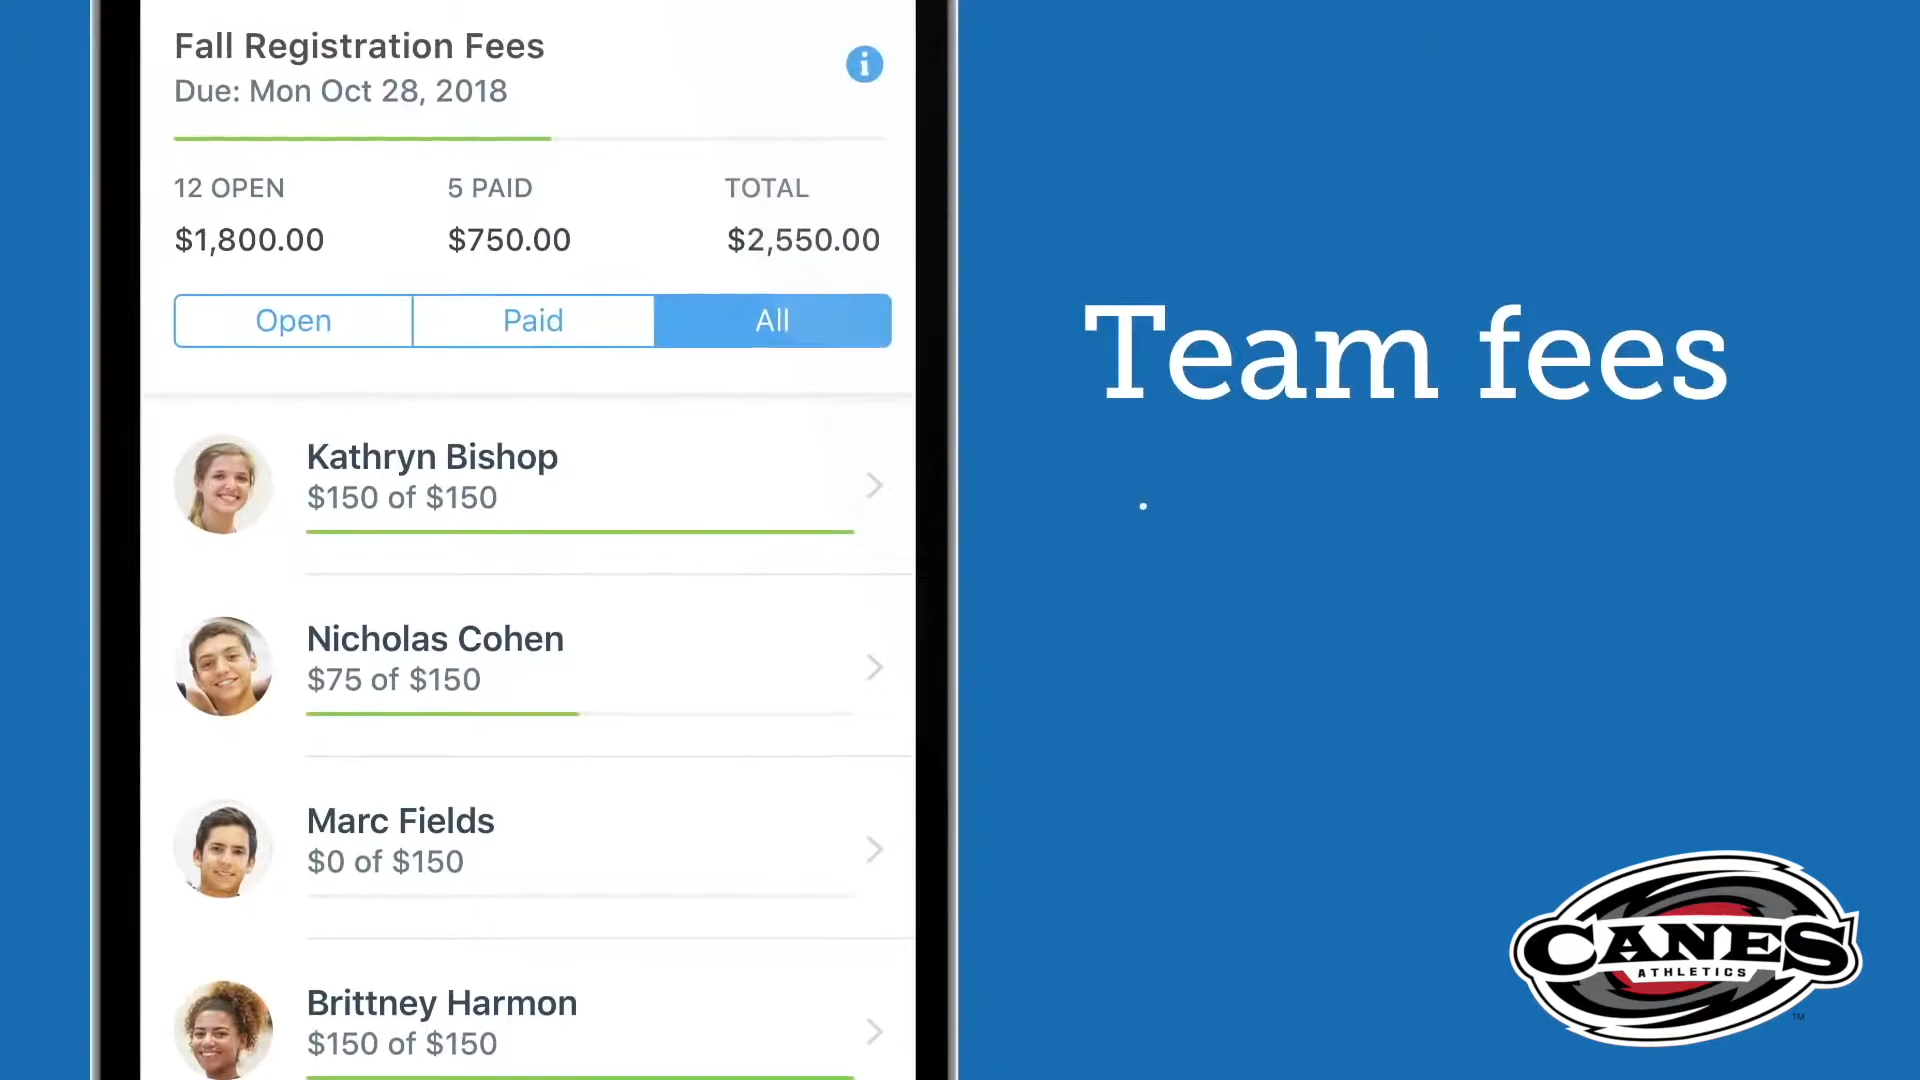 Fall Registration Fees
Due: Mon Oct 28, 2018
12 OPEN 5 PAID TOTAL
$1,800.00 $750.00 $2,550.00
Open Paid All
Kathryn Bishop
$150 of $150
Nicholas Cohen
$75 of $150
Marc Fields
$0 of $150
Brittney Harmon
$150 of $150
Team fees
CANES
ATHLETICS
TM